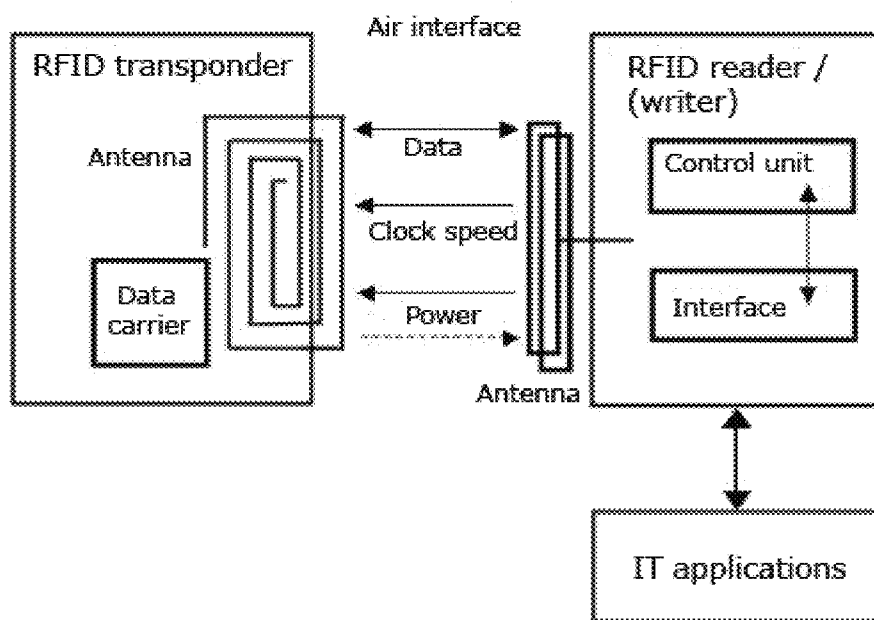 Air interface
RFID transponder
RFID reader /
(writer)
Antenna
Data
Control unit
Clock speed
Data
carrier
Interface
Power
Antenna
IT applications